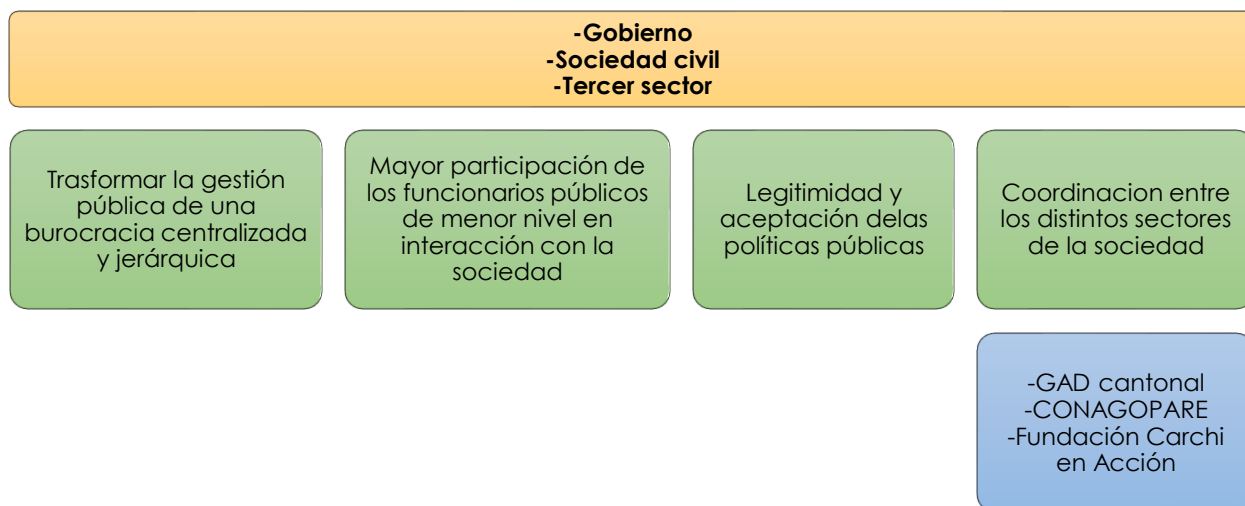 -Gobierno
-Sociedad civil
-Tercer sector
Trasformar la gestión
pública de una
burocracia centralizada
y jerárquica
Mayor participación de
los funcionarios públicos
de menor nivel en
interacción con la
sociedad
Legitimidad y
aceptación delas
políticas públicas
Coordinacion entre
los distintos sectores
de la sociedad
-GAD cantonal
-CONAGOPARE
-Fundación Carchi
en Acción